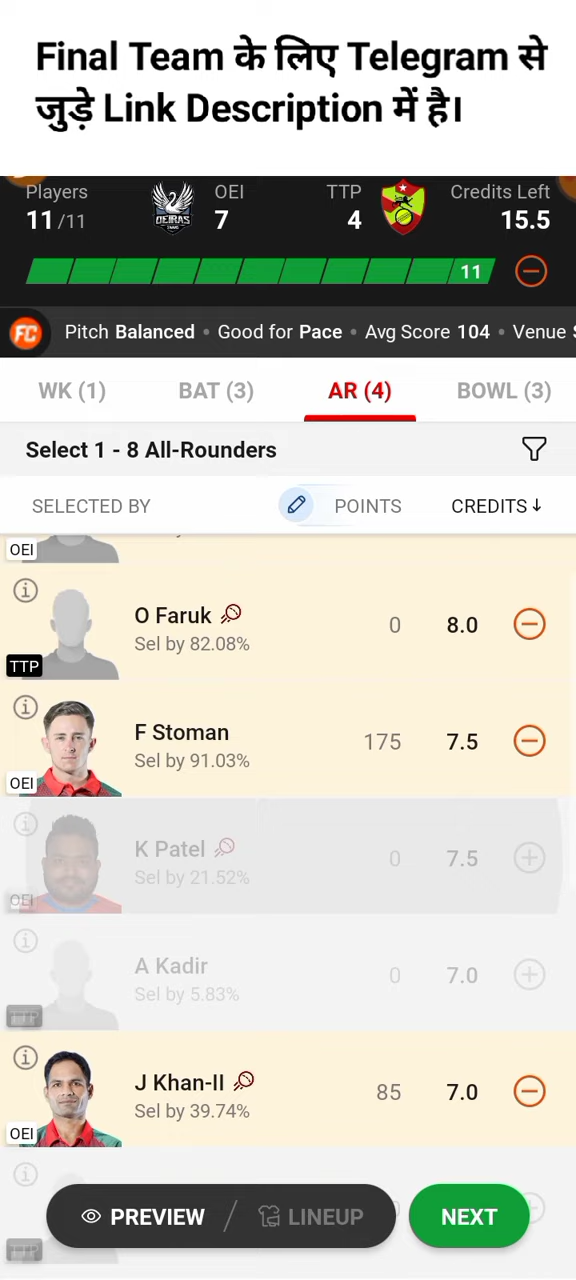 Final Team के लिए Telegram से
जुड़े Link Description में है।
Players OEI TTP Credits Left
11/11 OEIRAS 7 4 15.5
11
FC Pitch Balanced • Good for Pace • Avg Score 104 • Venue
WK (1) BAT (3) AR (4) BOWL (3)
Select 1 - 8 All-Rounders
SELECTED BY POINTS CREDITS↓
OEI
O Faruk
Sel by 82.08%
0 8.0
TTP
F Stoman
Sel by 91.03%
175 7.5
OEI
K Patel
Sel by 21.52%
0 7.5
OEI
A Kadir
Sel by 5.83%
0 7.0
TTP
J Khan-II
Sel by 39.74%
85 7.0
OEI
PREVIEW / LINEUP NEXT
TTP